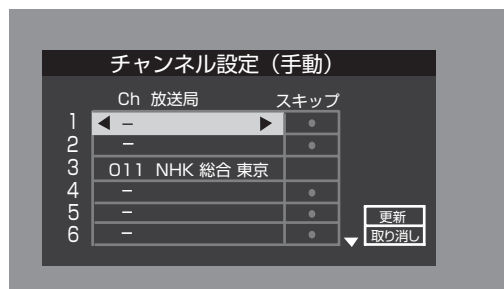 チャンネル設定（手動）
Ch 放送局 スキップ
1 ◀ − ▶ ●
2 − ●
3 011 NHK 総合 東京
4 − ●
5 − ● 更新
6 − ● ▼ 取り消し